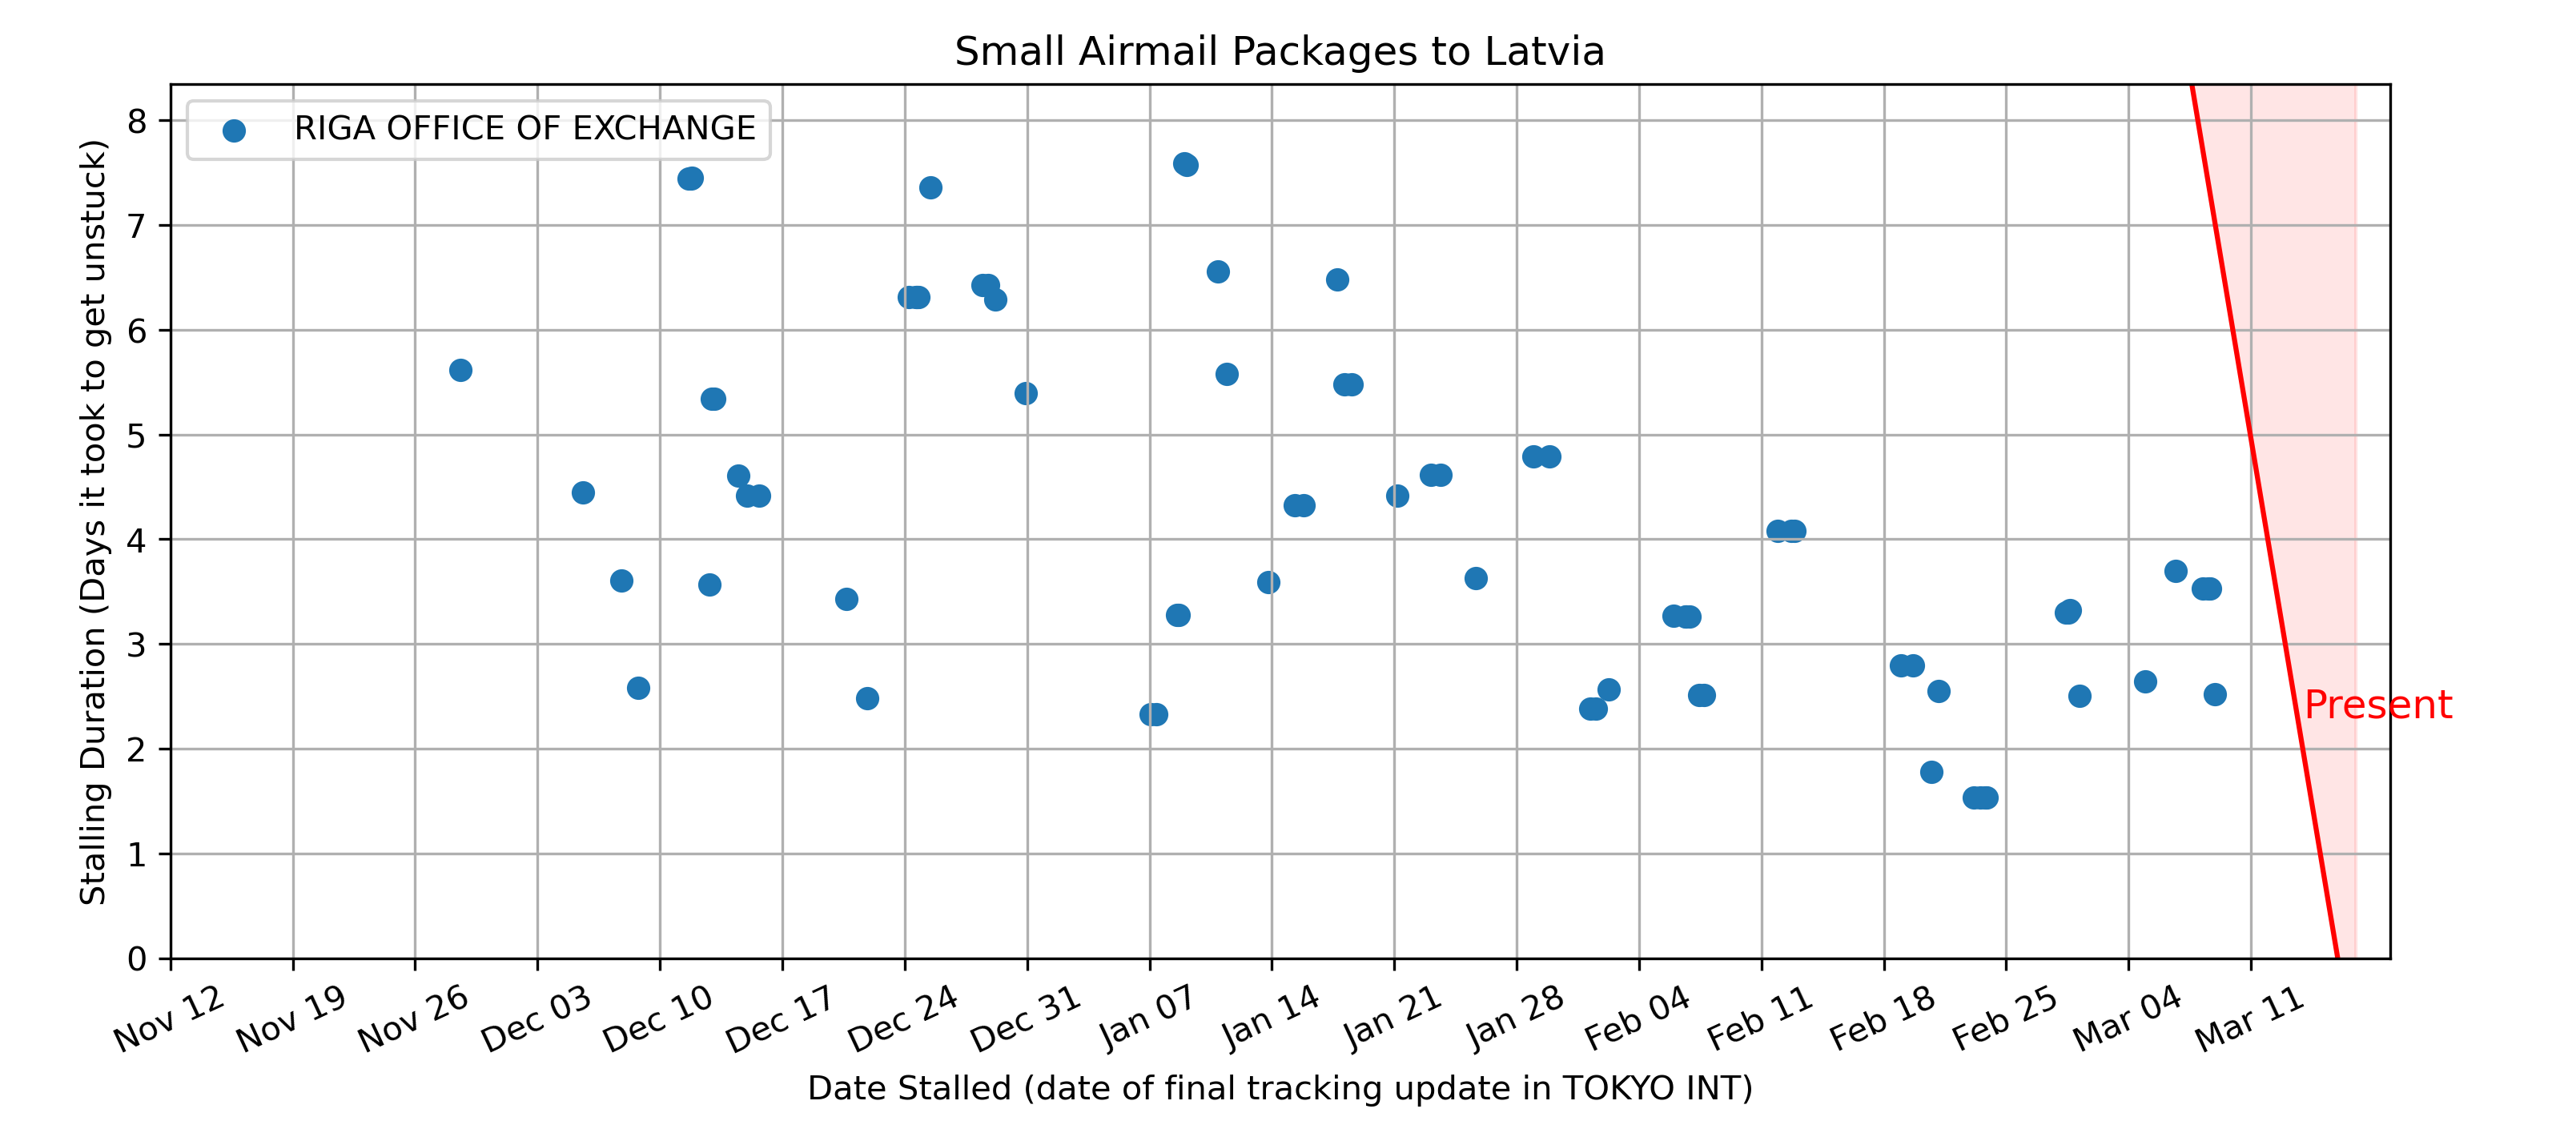 Small Airmail Packages to Latvia
RIGA OFFICE OF EXCHANGE
Stalling Duration (Days it took to get unstuck)
8
7
6
5
4
3
2
1
0
Present
Nov 12
Nov 19
Nov 26
Dec 03
Dec 10
Dec 17
Dec 24
Dec 31
Jan 07
Jan 14
Jan 21
Jan 28
Feb 04
Feb 11
Feb 18
Feb 25
Mar 04
Mar 11
Date Stalled (date of final tracking update in TOKYO INT)